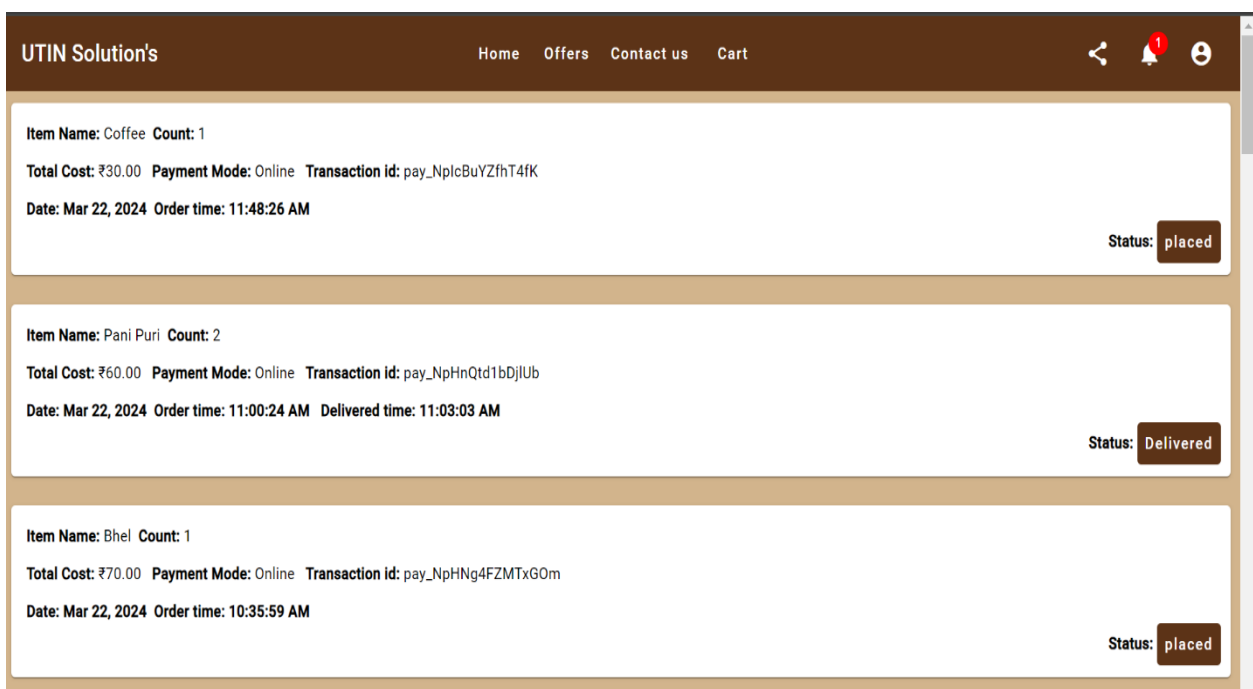 UTIN Solution's Home Offers Contact us Cart 1
Item Name: Coffee Count: 1
Total Cost: ₹30.00 Payment Mode: Online Transaction id: pay_NpIcBuYZfhT4fK
Date: Mar 22, 2024 Order time: 11:48:26 AM
Status: placed
Item Name: Pani Puri Count: 2
Total Cost: ₹60.00 Payment Mode: Online Transaction id: pay_NpHnQtd1bDjlUb
Date: Mar 22, 2024 Order time: 11:00:24 AM Delivered time: 11:03:03 AM
Status: Delivered
Item Name: Bhel Count: 1
Total Cost: ₹70.00 Payment Mode: Online Transaction id: pay_NpHNg4FZMTxGOm
Date: Mar 22, 2024 Order time: 10:35:59 AM
Status: placed